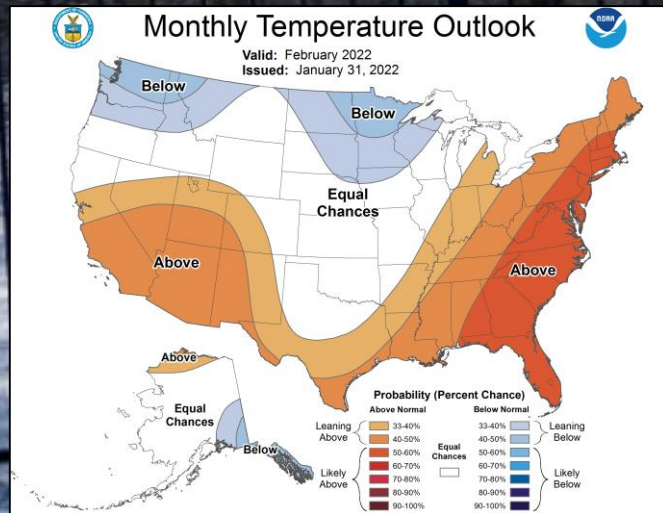 Monthly Temperature Outlook
NOAA
Valid: February 2022
Issued: January 31, 2022
Below
Below
Equal
Chances
Above
Above
Above
Equal
Chances
Below
Probability (Percent Chance)
Above Normal
Below Normal
Leaning
Above
33-40%
40-50%
Likely
Above
50-60%
60-70%
70-80%
80-90%
90-100%
Equal
Chances
33-40%
40-50%
Leaning
Below
50-60%
60-70%
70-80%
80-90%
90-100%
Likely
Below